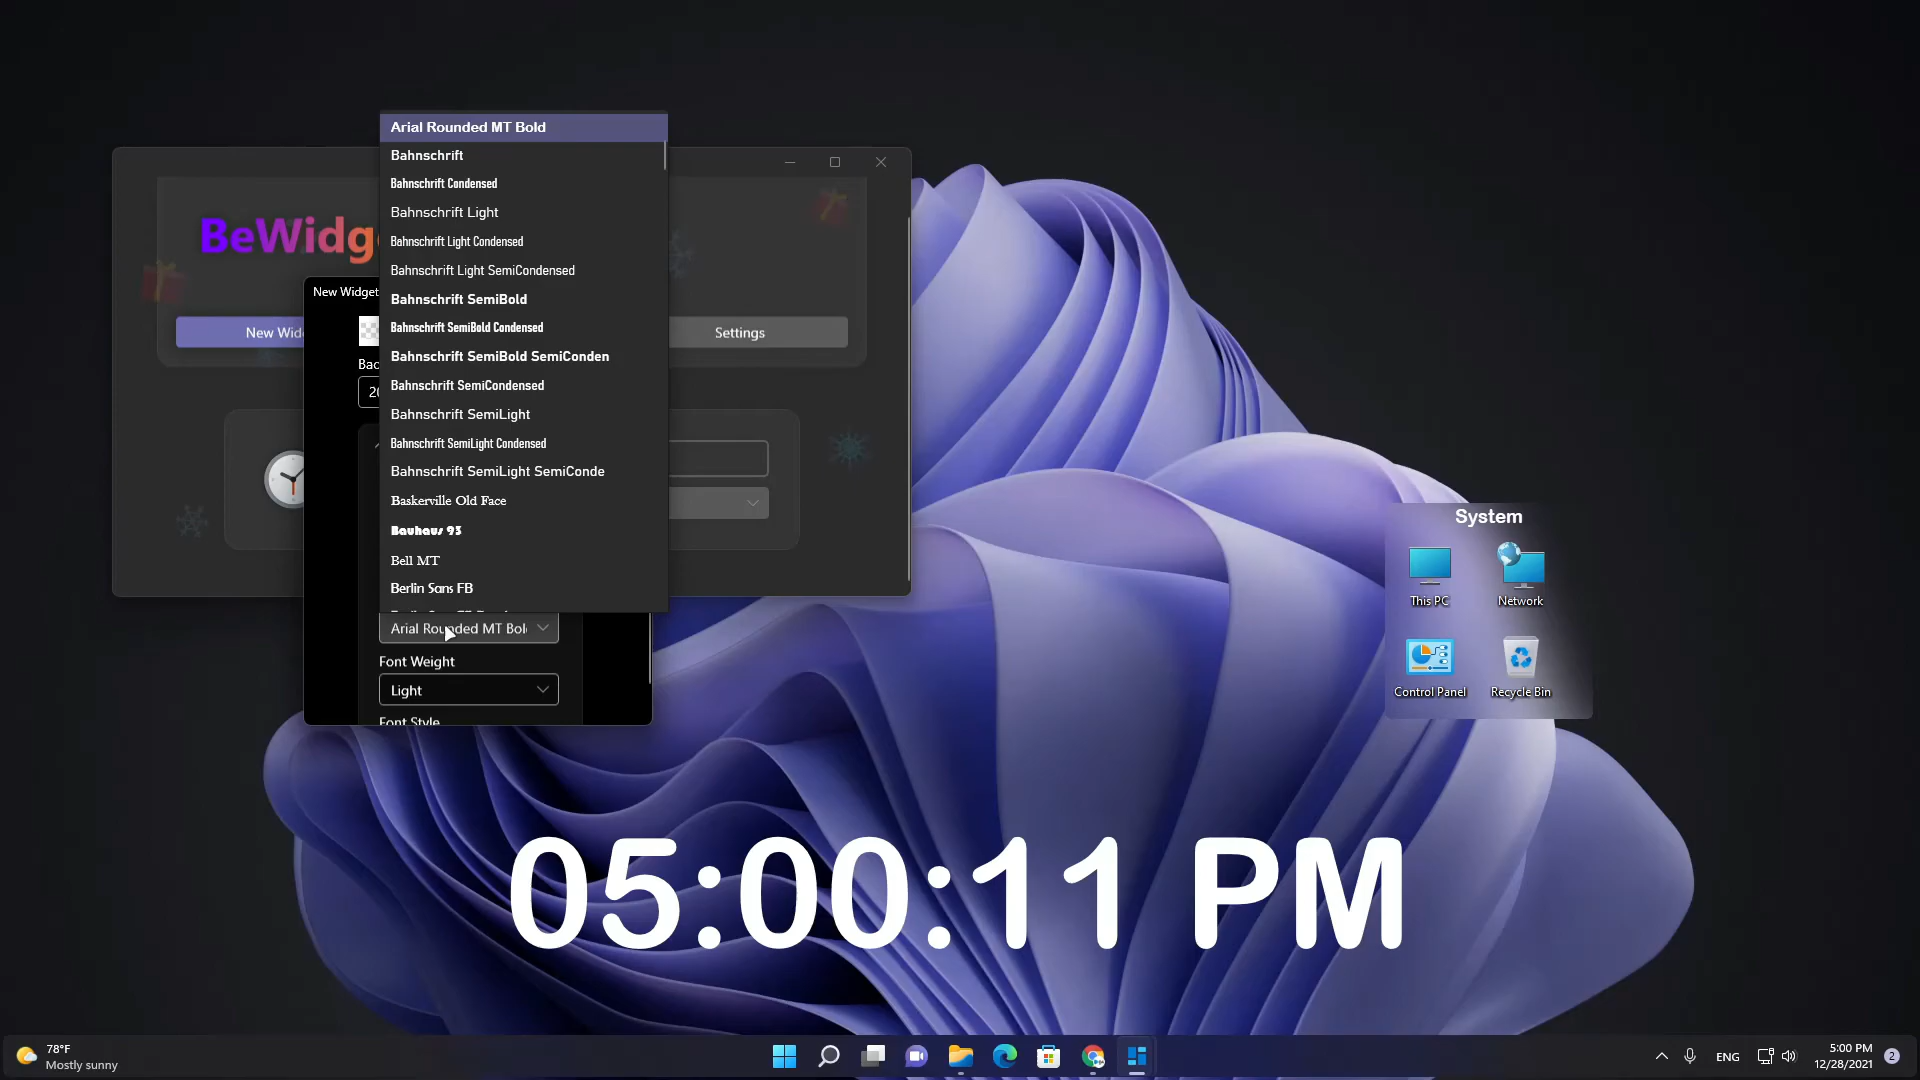 Arial Rounded MT Bold
Bahnschrift
Bahnschrift Condensed
Bahnschrift Light
Bahnschrift Light Condensed
Bahnschrift Light SemiCondensed
Bahnschrift SemiBold
Bahnschrift SemiBold Condensed
Bahnschrift SemiBold SemiConden
Bahnschrift SemiCondensed
Bahnschrift SemiLight
Bahnschrift SemiLight Condensed
Bahnschrift SemiLight SemiConde
Baskerville Old Face
Bauhaus 93
Bell MT
Berlin Sans FB
BeWidg
New Widget
New Wid
Settings
Bac
20
Arial Rounded MT Bol
Font Weight
Light
Font Style
System
This PC
Network
Control Panel
Recycle Bin
05:00:11 PM
78°F
Mostly sunny
ENG
5:00 PM
12/28/2021
2